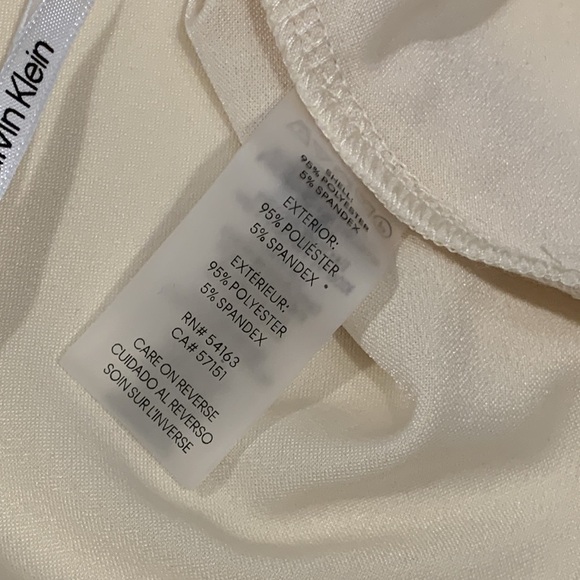 vin Klein
SHELL:
95% POLYESTER
5% SPANDEX
EXTERIOR:
95% POLIÉSTER
5% SPANDEX
EXTÉRIEUR:
95% POLYESTER
5% SPANDEX
RN# 54163
CA# 57151
CARE ON REVERSE
CUIDADO AL REVERSO
SOIN SUR L'INVERSE